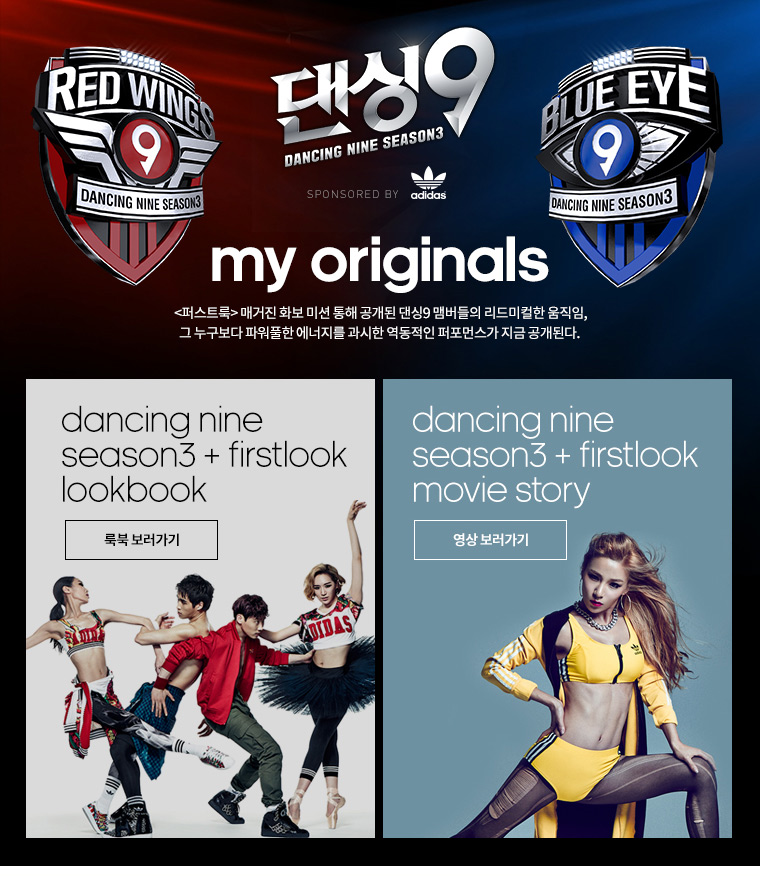 RED WINGS
9
DANCING NINE SEASON3
댄싱9
DANCING NINE SEASON3
SPONSORED BY adidas
BLUE EYE
9
DANCING NINE SEASON3
my originals
<퍼스트룩> 매거진 화보 미션 통해 공개된 댄싱9 맴버들의 리드미컬한 움직임,
그 누구보다 파워풀한 에너지를 과시한 역동적인 퍼포먼스가 지금 공개된다.
dancing nine
season3 + firstlook
lookbook
룩북 보러가기
ADIDAS
dancing nine
season3 + firstlook
movie story
영상 보러가기